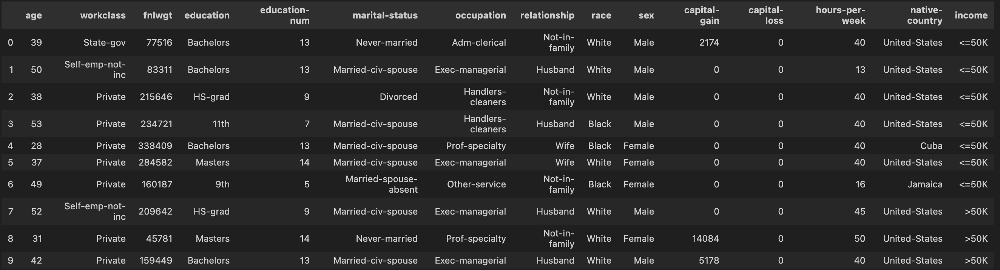 age workclass fnlwgt education education-num marital-status occupation relationship race sex capital-gain capital-loss hours-per-week native-country income
0 39 State-gov 77516 Bachelors 13 Never-married Adm-clerical Not-in-family White Male 2174 0 40 United-States <=50K
1 50 Self-emp-not-inc 83311 Bachelors 13 Married-civ-spouse Exec-managerial Husband White Male 0 0 13 United-States <=50K
2 38 Private 215646 HS-grad 9 Divorced Handlers-cleaners Not-in-family White Male 0 0 40 United-States <=50K
3 53 Private 234721 11th 7 Married-civ-spouse Handlers-cleaners Husband Black Male 0 0 40 United-States <=50K
4 28 Private 338409 Bachelors 13 Married-civ-spouse Prof-specialty Wife Black Female 0 0 40 Cuba <=50K
5 37 Private 284582 Masters 14 Married-civ-spouse Exec-managerial Wife White Female 0 0 40 United-States <=50K
6 49 Private 160187 9th 5 Married-spouse-absent Other-service Not-in-family Black Female 0 0 16 Jamaica <=50K
7 52 Self-emp-not-inc 209642 HS-grad 9 Married-civ-spouse Exec-managerial Husband White Male 0 0 45 United-States >50K
8 31 Private 45781 Masters 14 Never-married Prof-specialty Not-in-family White Female 14084 0 50 United-States >50K
9 42 Private 159449 Bachelors 13 Married-civ-spouse Exec-managerial Husband White Male 5178 0 40 United-States >50K